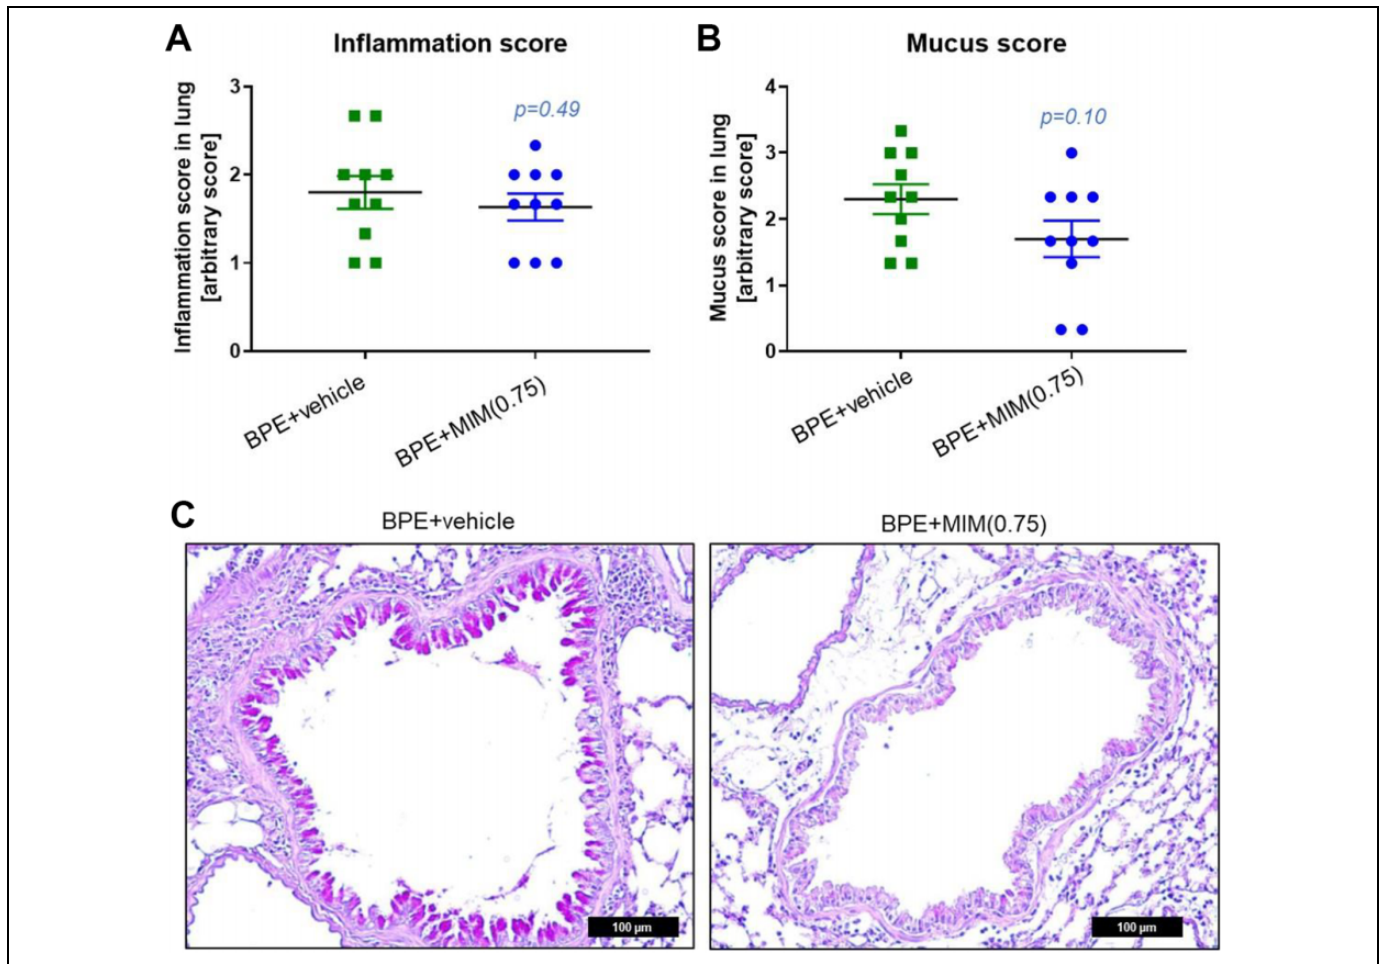 A
Inflammation score
Inflammation score in lung
[arbitrary score]
3
2
1
0
p=0.49
BPE+vehicle
BPE+MIM(0.75)
B
Mucus score
Mucus score in lung
[arbitrary score]
4
3
2
1
0
p=0.10
BPE+vehicle
BPE+MIM(0.75)
C
BPE+vehicle
BPE+MIM(0.75)
100 µm
100 µm